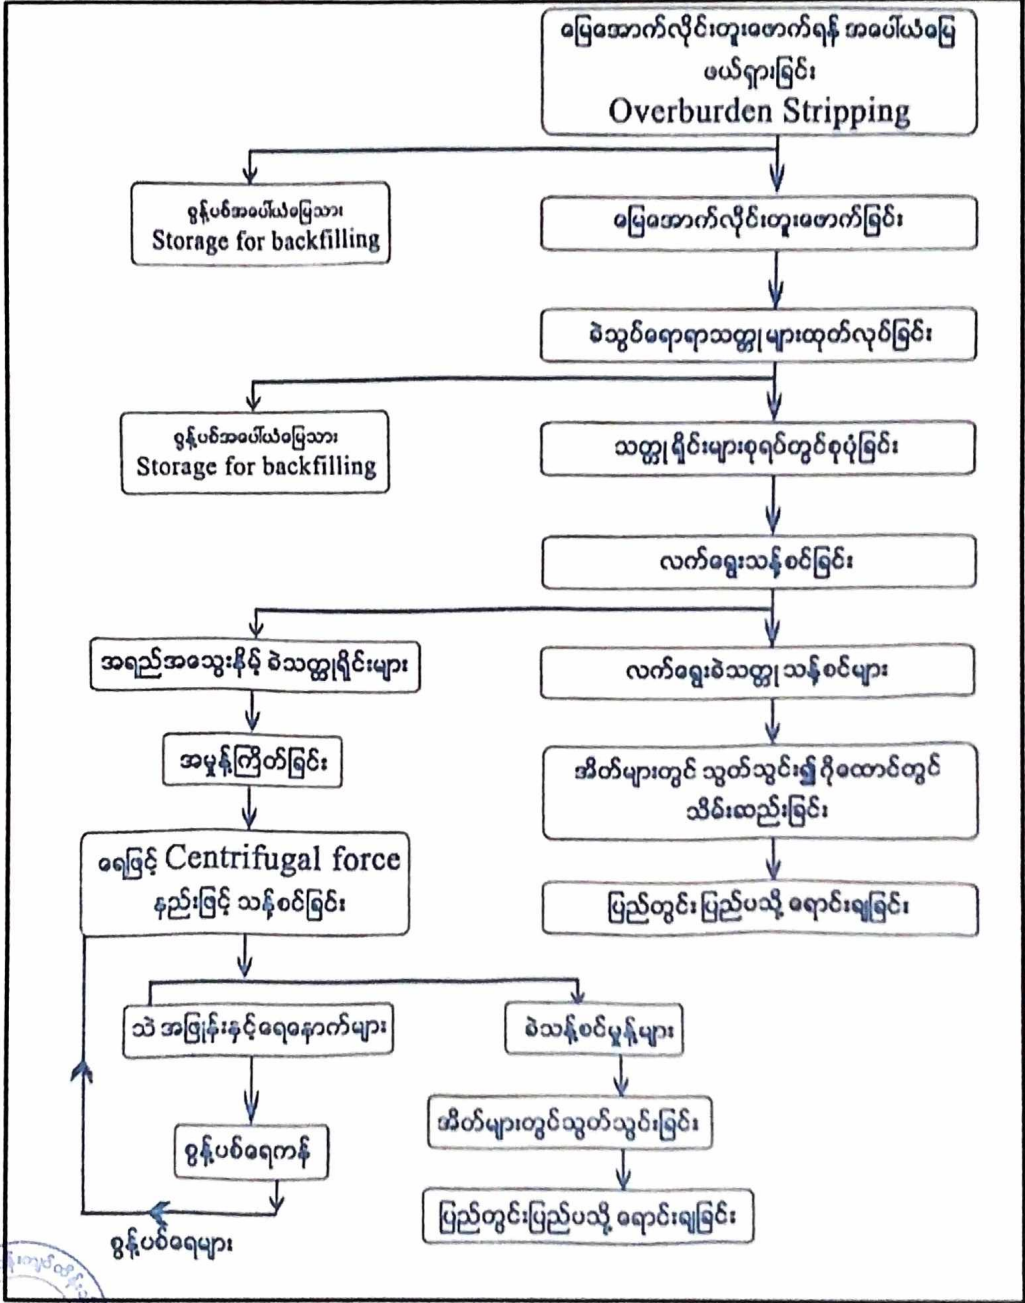 မြေအောက်လိုင်းတူးဖောက်ရန် အပေါ်ယံမြေ
ဖယ်ရှားခြင်း
Overburden Stripping
စွန့်ပစ်အပေါ်ယံမြေသား
Storage for backfilling
မြေအောက်လိုင်းတူးဖောက်ခြင်း
ခဲသွပ်ရောရာသတ္တုများထုတ်လုပ်ခြင်း
စွန့်ပစ်အပေါ်ယံမြေသား
Storage for backfilling
သတ္တုရိုင်းများစုရပ်တွင်စုပုံခြင်း
လက်ရွေးသန့်စင်ခြင်း
အရည်အသွေးနိမ့် ခဲသတ္တုရိုင်းများ
လက်ရွေးခဲသတ္တု သန့်စင်များ
အမှုန့်ကြိတ်ခြင်း
အိတ်များတွင် သွတ်သွင်း၍ ဂိုထောင်တွင်
သိမ်းဆည်းခြင်း
ရေဖြင့် Centrifugal force
နည်းဖြင့် သန့်စင်ခြင်း
ပြည်တွင်း ပြည်ပသို့ ရောင်းချခြင်း
သဲ အဖြုန်းနှင့်ရေနောက်များ
ခဲသန့်စင်မှုန့်များ
အိတ်များတွင်သွတ်သွင်းခြင်း
စွန့်ပစ်ရေကန်
ပြည်တွင်းပြည်ပသို့ ရောင်းချခြင်း
စွန့်ပစ်ရေများ